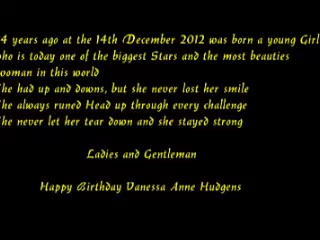 4 years ago at the 14th December 2012 was born a young Girl
who is today one of the biggest Stars and the most beauties
woman in this world
She had up and downs, but she never lost her smile
She always runed Head up through every challenge
She never let her tear down and she stayed strong
Ladies and Gentleman
Happy Birthday Vanessa Anne Hudgens